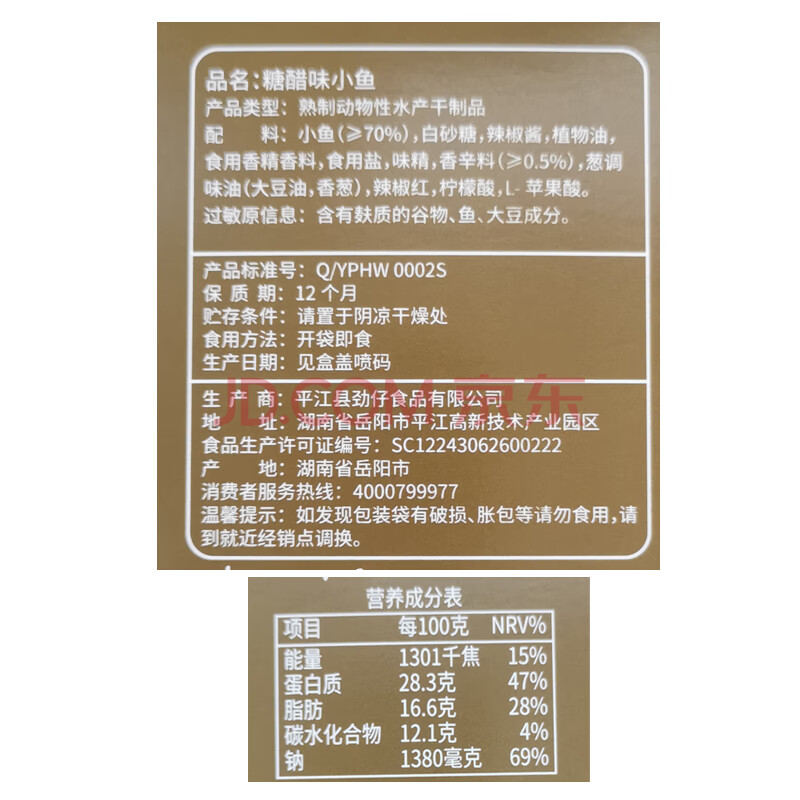 品名：糖醋味小鱼
产品类型：熟制动物性水产干制品
配 料：小鱼（≥70%），白砂糖，辣椒酱，植物油，
食用香精香料，食用盐，味精，香辛料（≥0.5%），葱调
味油（大豆油，香葱），辣椒红，柠檬酸，L-苹果酸。
过敏原信息：含有麸质的谷物、鱼、大豆成分。
产品标准号：Q/YPHW 0002S
保 质 期：12个月
贮存条件：请置于阴凉干燥处
食用方法：开袋即食
生产日期：见盒盖喷码
JD.COM 京东
生 产 商：平江县劲仔食品有限公司
地 址：湖南省岳阳市平江高新技术产业园区
食品生产许可证编号：SC12243062600222
产 地：湖南省岳阳市
消费者服务热线：4000799977
温馨提示：如发现包装袋有破损、胀包等请勿食用，请
到就近经销点调换。
营养成分表
项目 每100克 NRV%
能量 1301千焦 15%
蛋白质 28.3克 47%
脂肪 16.6克 28%
碳水化合物 12.1克 4%
钠 1380毫克 69%